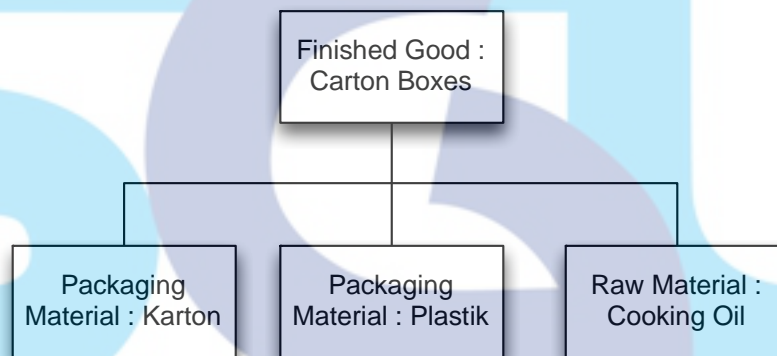 Finished Good :
Carton Boxes
Packaging
Material : Karton
Packaging
Material : Plastik
Raw Material :
Cooking Oil